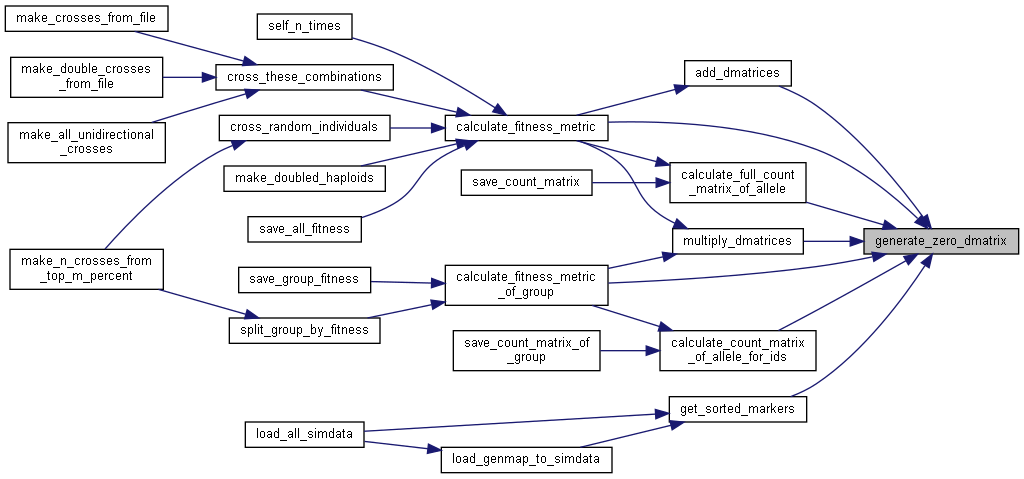 make_crosses_from_file
self_n_times
make_double_crosses
_from_file
cross_these_combinations
add_dmatrices
make_all_unidirectional
_crosses
cross_random_individuals
calculate_fitness_metric
make_doubled_haploids
save_count_matrix
calculate_full_count
_matrix_of_allele
save_all_fitness
multiply_dmatrices
generate_zero_dmatrix
make_n_crosses_from
_top_m_percent
save_group_fitness
calculate_fitness_metric
_of_group
split_group_by_fitness
save_count_matrix_of
_group
calculate_count_matrix
_of_allele_for_ids
get_sorted_markers
load_all_simdata
load_genmap_to_simdata